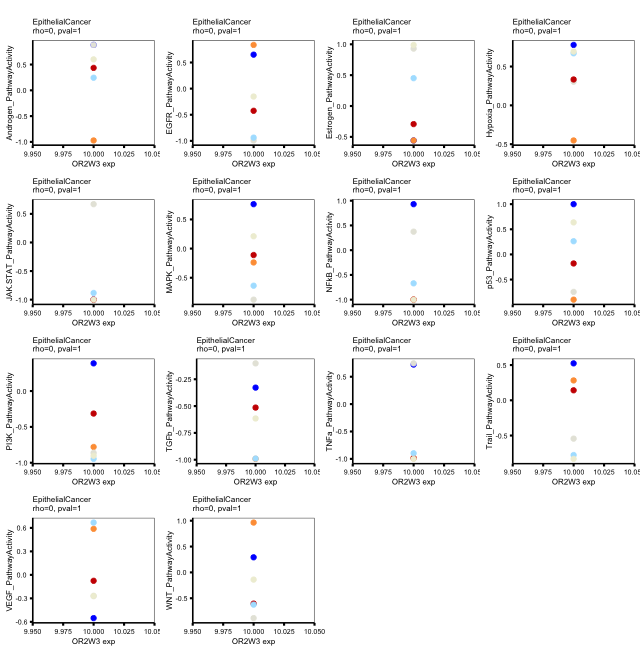 EpithelialCancer
rho=0, pval=1
Androgen_PathwayActivity
0.5
0.0
-0.5
-1.0
9.950
9.975
10.000
10.025
10.05
OR2W3 exp
EpithelialCancer
rho=0, pval=1
EGFR_PathwayActivity
0.5
0.0
-0.5
-1.0
9.950
9.975
10.000
10.025
10.05
OR2W3 exp
EpithelialCancer
rho=0, pval=1
Estrogen_PathwayActivity
1.0
0.5
0.0
-0.5
9.950
9.975
10.000
10.025
10.05
OR2W3 exp
EpithelialCancer
rho=0, pval=1
Hypoxia_PathwayActivity
0.5
0.0
-0.5
9.950
9.975
10.000
10.025
10.050
OR2W3 exp
EpithelialCancer
rho=0, pval=1
JAK.STAT_PathwayActivity
0.5
0.0
-0.5
-1.0
9.950
9.975
10.000
10.025
10.05
OR2W3 exp
EpithelialCancer
rho=0, pval=1
MAPK_PathwayActivity
0.5
0.0
-0.5
9.950
9.975
10.000
10.025
10.05
OR2W3 exp
EpithelialCancer
rho=0, pval=1
NFkB_PathwayActivity
1.0
0.5
0.0
-0.5
-1.0
9.950
9.975
10.000
10.025
10.05
OR2W3 exp
EpithelialCancer
rho=0, pval=1
p53_PathwayActivity
1.0
0.5
0.0
-0.5
9.950
9.975
10.000
10.025
10.050
OR2W3 exp
EpithelialCancer
rho=0, pval=1
PI3K_PathwayActivity
0.0
-0.5
-1.0
9.950
9.975
10.000
10.025
10.05
OR2W3 exp
EpithelialCancer
rho=0, pval=1
TGFb_PathwayActivity
-0.25
-0.50
-0.75
-1.00
9.950
9.975
10.000
10.025
10.05
OR2W3 exp
EpithelialCancer
rho=0, pval=1
TNFa_PathwayActivity
0.5
0.0
-0.5
-1.0
9.950
9.975
10.000
10.025
10.05
OR2W3 exp
EpithelialCancer
rho=0, pval=1
Trail_PathwayActivity
0.5
0.0
-0.5
9.950
9.975
10.000
10.025
10.050
OR2W3 exp
EpithelialCancer
rho=0, pval=1
VEGF_PathwayActivity
0.6
0.3
0.0
-0.3
-0.6
9.950
9.975
10.000
10.025
10.05
OR2W3 exp
EpithelialCancer
rho=0, pval=1
WNT_PathwayActivity
1.0
0.5
0.0
-0.5
9.950
9.975
10.000
10.025
10.050
OR2W3 exp